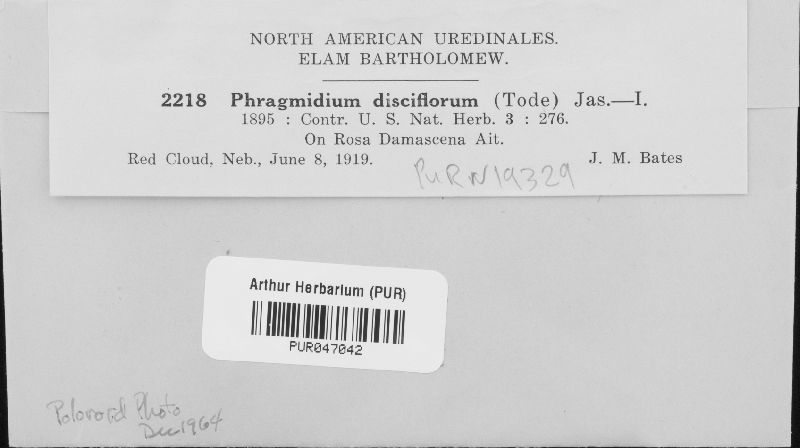 NORTH AMERICAN UREDINALES.
ELAM BARTHOLOMEW.
2218 Phragmidium disciflorum (Tode) Jas.—I.
1895 : Contr. U. S. Nat. Herb. 3 : 276.
On Rosa Damascena Ait.
Red Cloud, Neb., June 8, 1919. J. M. Bates
PUR N19329
Arthur Herbarium (PUR)
PUR047042
Poloroid Photo
Dec 1964